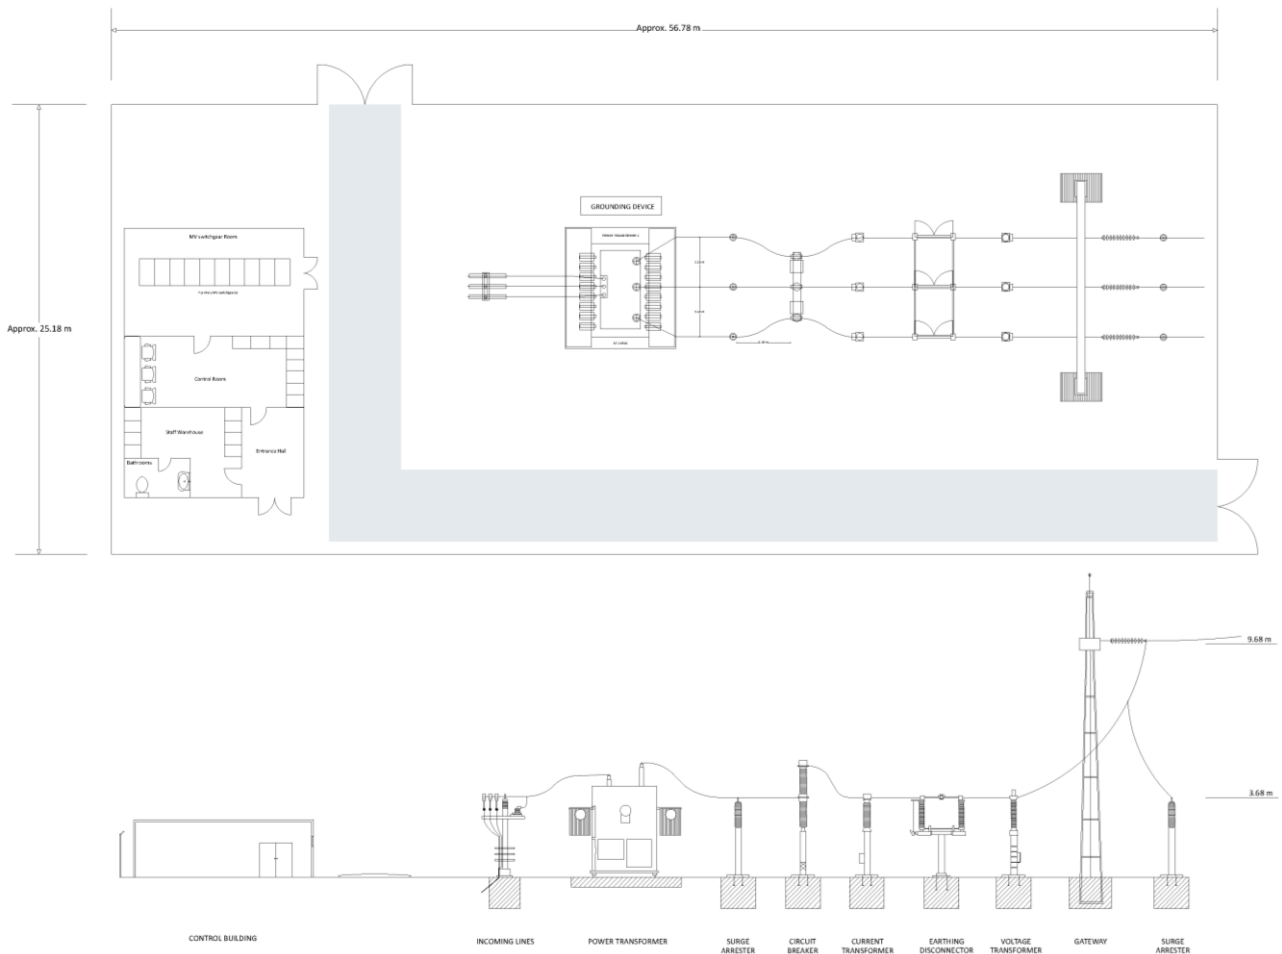 Approx. 56.78 m
GROUNDING DEVICE
MV switchgear Room
Approx. 25.18 m
Control Rooms
Staff Warehouse
Entrance Hall
Bathrooms
9.68 m
3.68 m
CONTROL BUILDING
INCOMING LINES
POWER TRANSFORMER
SURGE
ARRESTER
CIRCUIT
BREAKER
CURRENT
TRANSFORMER
EARTHING
DISCONNECTOR
VOLTAGE
TRANSFORMER
GATEWAY
SURGE
ARRESTER